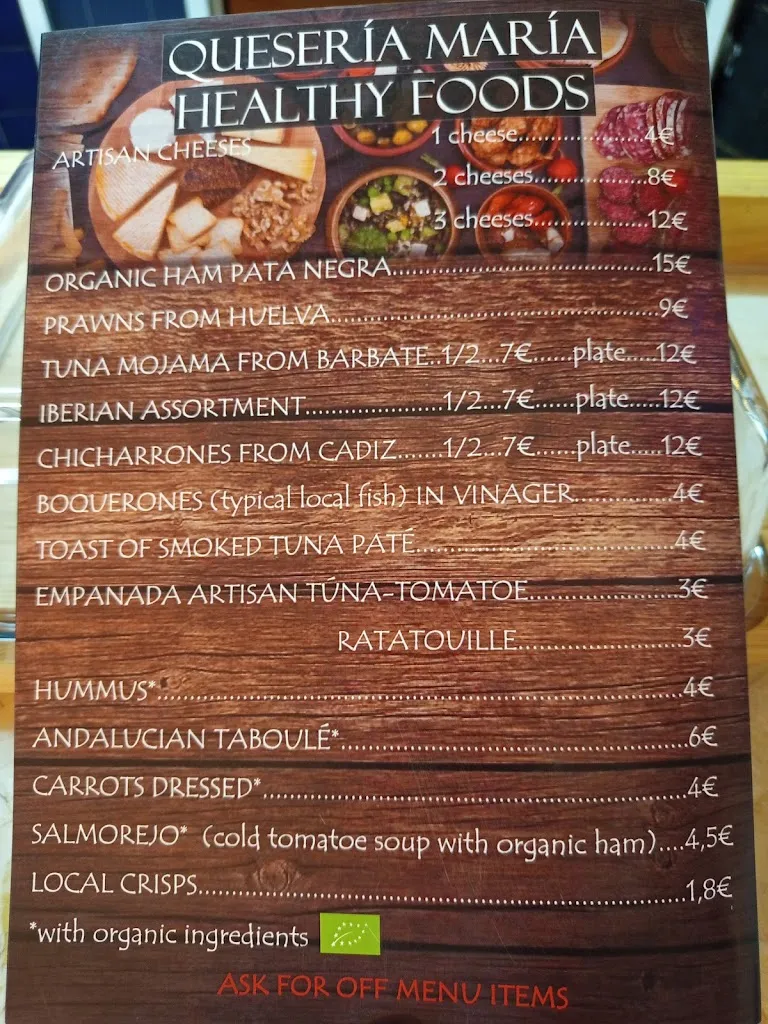 QUESERÍA MARÍA
HEALTHY FOODS
ARTISAN CHEESES 1 cheese..................4€
2 cheeses................8€
3 cheeses................12€
ORGANIC HAM PATA NEGRA...................................15€
PRAWNS FROM HUELVA.............................................9€
TUNA MOJAMA FROM BARBATE..1/2...7€......plate.....12€
IBERIAN ASSORTMENT.......................1/2...7€......plate.....12€
CHICHARRONES FROM CADIZ.......1/2...7€......plate.....12€
BOQUERONES (typical local fish) IN VINAGER.............4€
TOAST OF SMOKED TUNA PATÉ...................................4€
EMPANADA ARTISAN TÚNA-TOMATOE....................3€
RATATOUILLE......................3€
HUMMUS*......................................................................4€
ANDALUCIAN TABOULÉ*..............................................6€
CARROTS DRESSED*.........................................................4€
SALMOREJO* (cold tomatoe soup with organic ham)....4,5€
LOCAL CRISPS..................................................................1,8€
*with organic ingredients
ASK FOR OFF MENU ITEMS